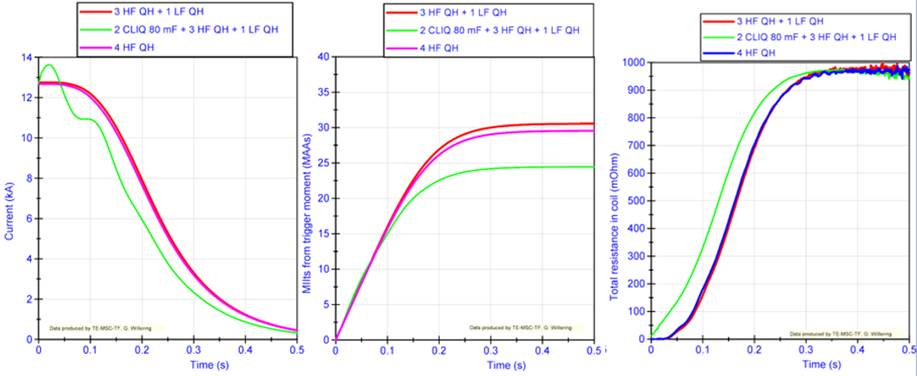 3 HF QH + 1 LF QH
2 CLIQ 80 mF + 3 HF QH + 1 LF QH
4 HF QH
14
12
10
8
6
4
2
0
Current (kA)
Data produced by TE-MSC-TF, G. Willering
0 0.1 0.2 0.3 0.4 0.5
Time (s)
3 HF QH + 1 LF QH
2 CLIQ 80 mF + 3 HF QH + 1 LF QH
4 HF QH
40
35
30
25
20
15
10
5
0
MIIts from trigger moment (MAAs)
Data produced by TE-MSC-TF, G. Willering
0 0.1 0.2 0.3 0.4 0.5
Time (s)
3 HF QH + 1 LF QH
2 CLIQ 80 mF + 3 HF QH + 1 LF QH
4 HF QH
1000
900
800
700
600
500
400
300
200
100
0
Total resistance in coil (mOhm)
Data produced by TE-MSC-TF, G. Willering
0 0.1 0.2 0.3 0.4 0.5
Time (s)